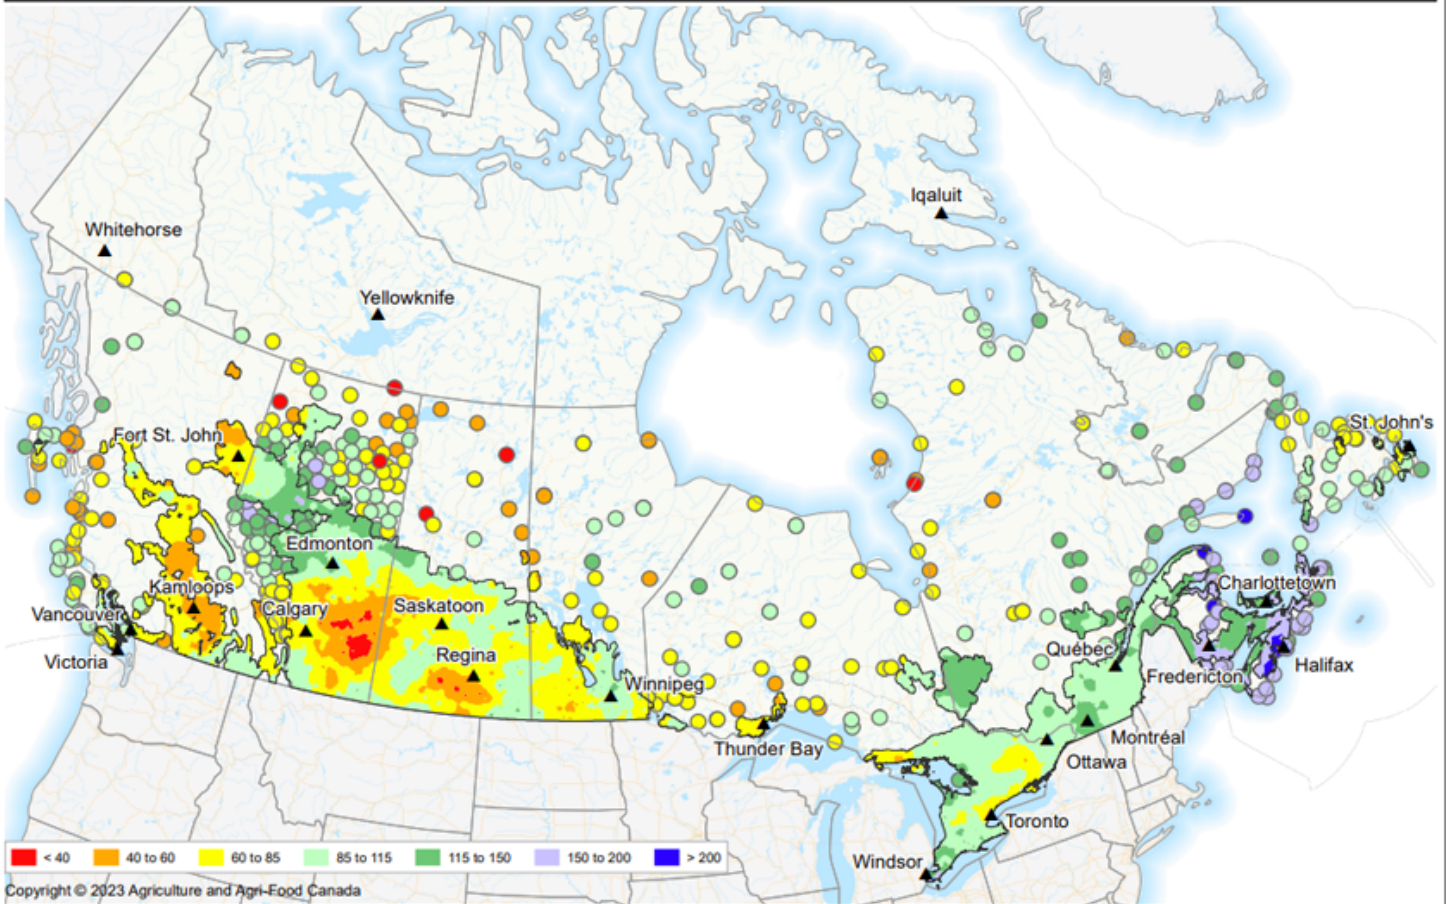 Iqaluit
Whitehorse
Yellowknife
St. John's
Fort St. John
Edmonton
Charlottetown
Kamloops
Vancouver
Calgary
Saskatoon
Québec
Victoria
Regina
Halifax
Fredericton
Winnipeg
Montréal
Thunder Bay
Ottawa
Toronto
< 40 40 to 60 60 to 85 85 to 115 115 to 150 150 to 200 > 200
Windsor
Copyright © 2023 Agriculture and Agri-Food Canada